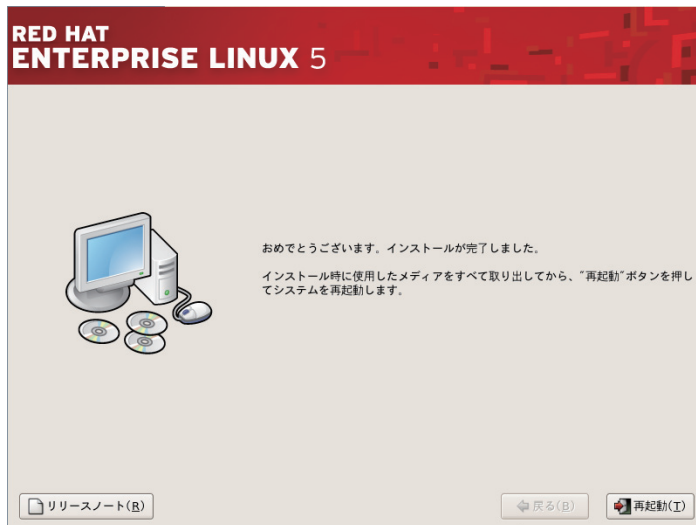 RED HAT
ENTERPRISE LINUX 5
おめでとうございます。インストールが完了しました。
インストール時に使用したメディアをすべて取り出してから、"再起動"ボタンを押し
てシステムを再起動します。
リリースノート(R)
戻る(B)
再起動(T)